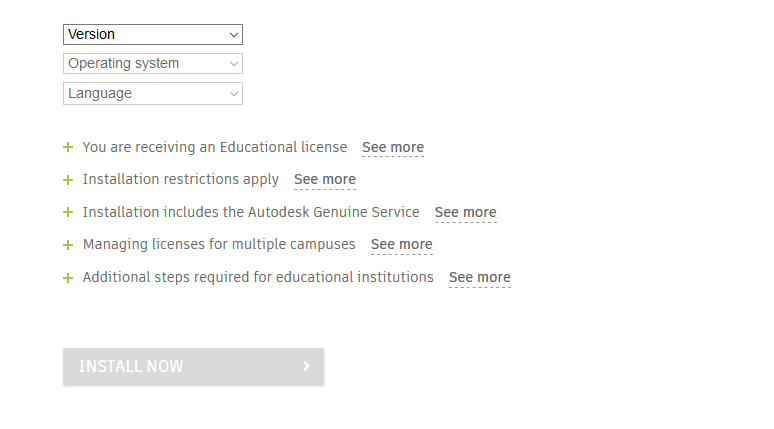 Version
Operating system
Language
You are receiving an Educational license See more
Installation restrictions apply See more
Installation includes the Autodesk Genuine Service See more
Managing licenses for multiple campuses See more
Additional steps required for educational institutions See more
INSTALL NOW